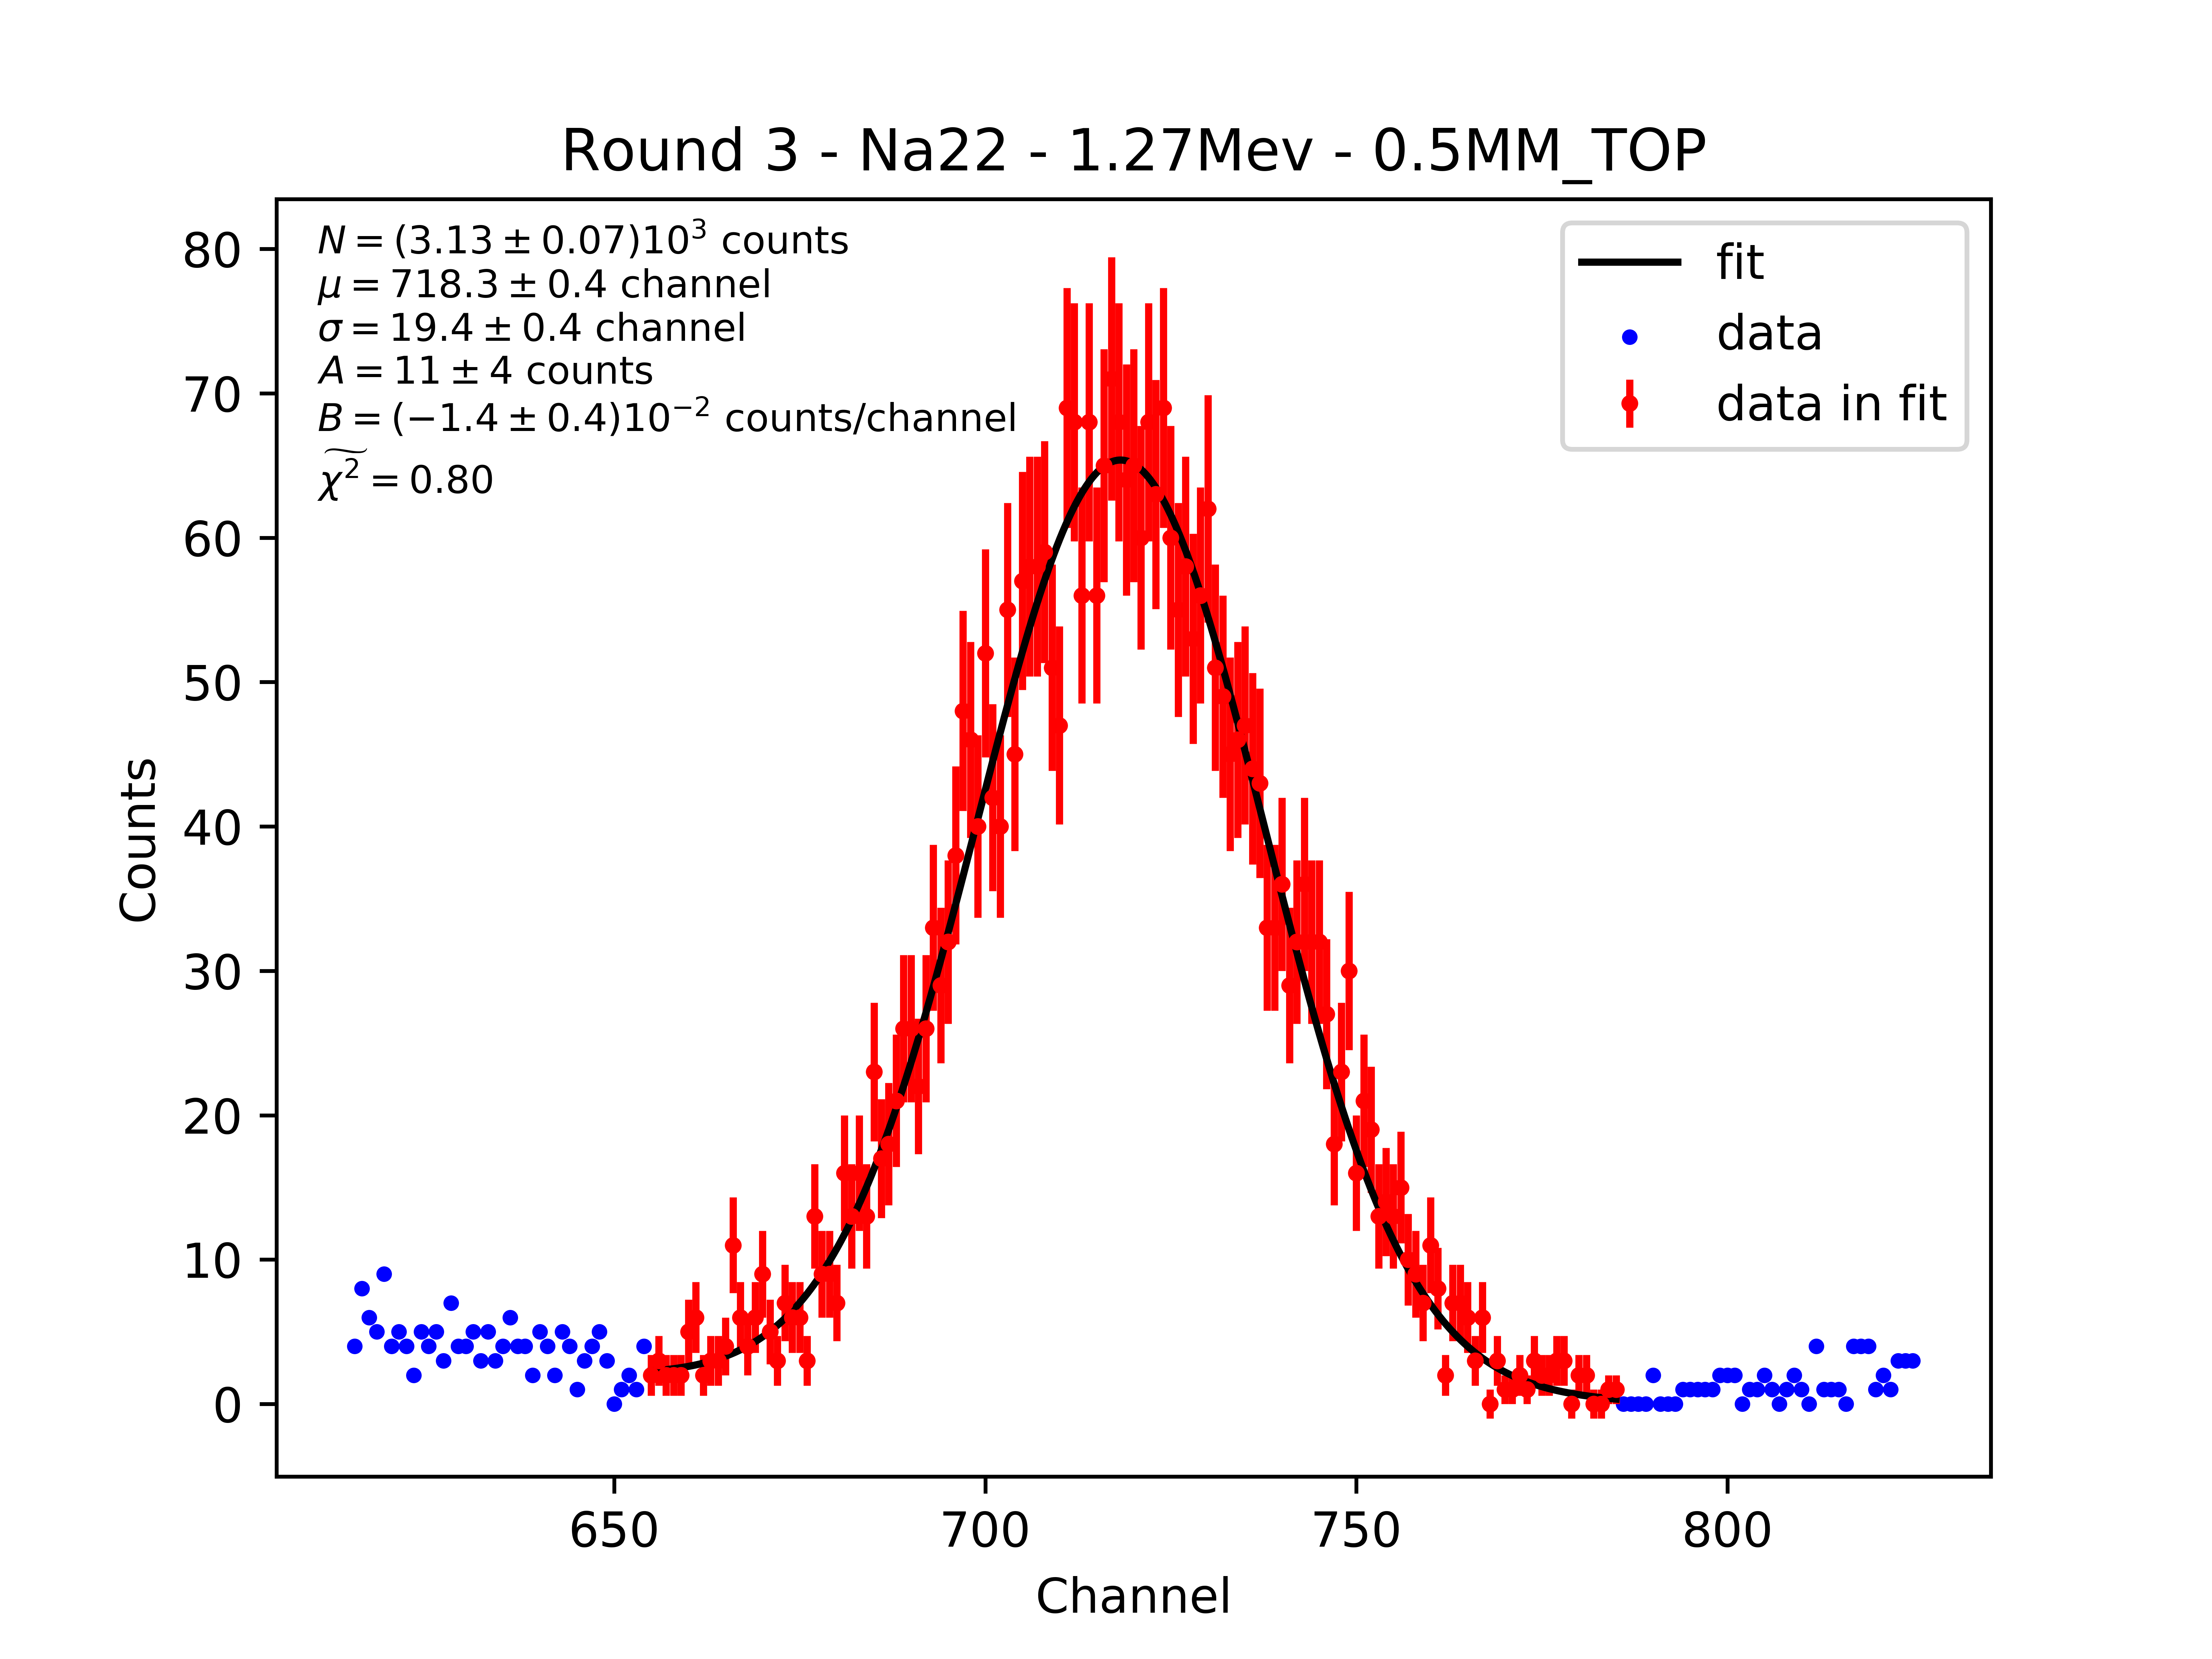 Round 3 - Na22 - 1.27Mev - 0.5MM_TOP
N = (3.13 ± 0.07)10³ counts
μ = 718.3 ± 0.4 channel
σ = 19.4 ± 0.4 channel
A = 11 ± 4 counts
B = (−1.4 ± 0.4)10⁻² counts/channel
χ̃² = 0.80
fit
data
data in fit
80
70
60
50
40
30
20
10
0
Counts
650 700 750 800
Channel